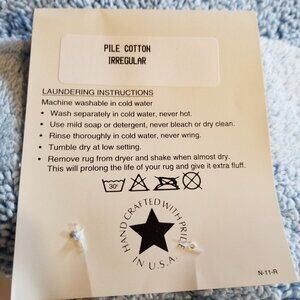 PILE COTTON
IRREGULAR
LAUNDERING INSTRUCTIONS
Machine washable in cold water
• Wash separately in cold water, never hot.
• Use mild soap or detergent, never bleach or dry clean.
• Rinse thoroughly in cold water, never wring.
• Tumble dry at low setting.
• Remove rug from dryer and shake when almost dry.
This will prolong the life of your rug and give it extra fluff.
30°
HAND CRAFTED WITH PRIDE
IN U.S.A.
N-11-R